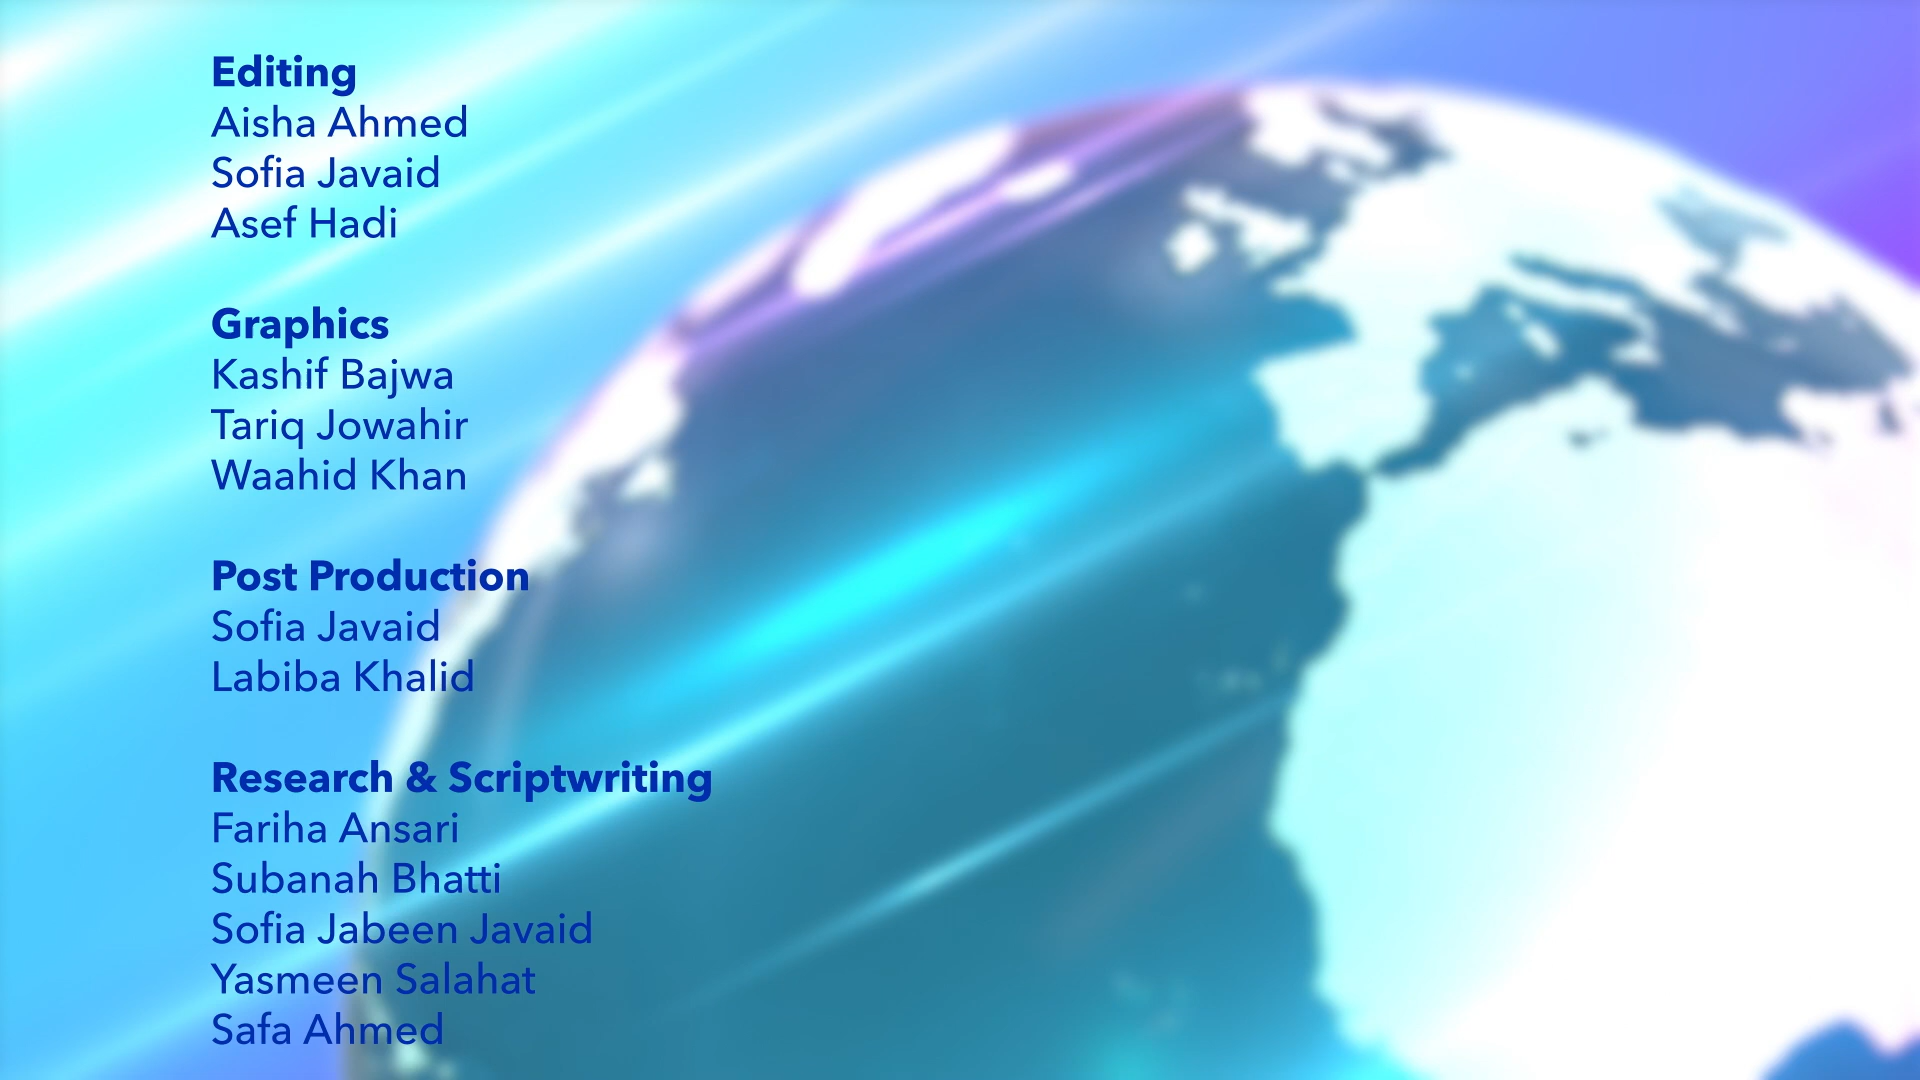 Editing
Aisha Ahmed
Sofia Javaid
Asef Hadi
Graphics
Kashif Bajwa
Tariq Jowahir
Waahid Khan
Post Production
Sofia Javaid
Labiba Khalid
Research & Scriptwriting
Fariha Ansari
Subanah Bhatti
Sofia Jabeen Javaid
Yasmeen Salahat
Safa Ahmed